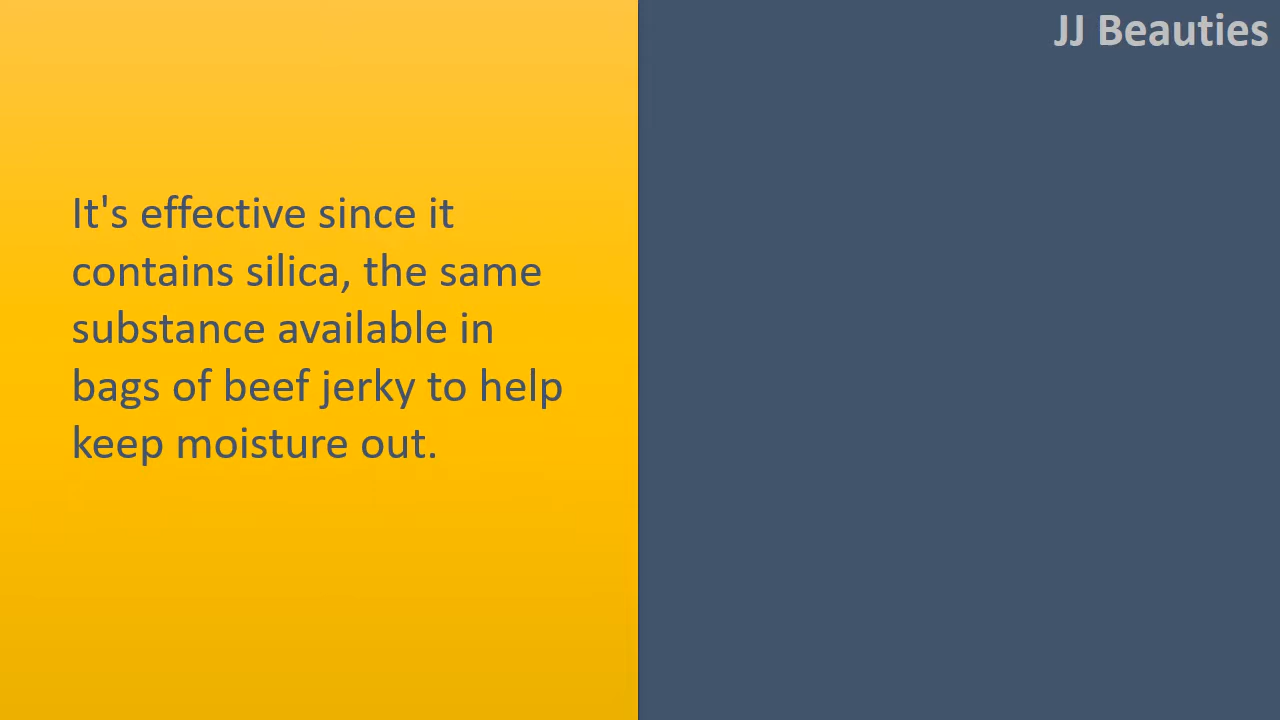 JJ Beauties
It's effective since it
contains silica, the same
substance available in
bags of beef jerky to help
keep moisture out.